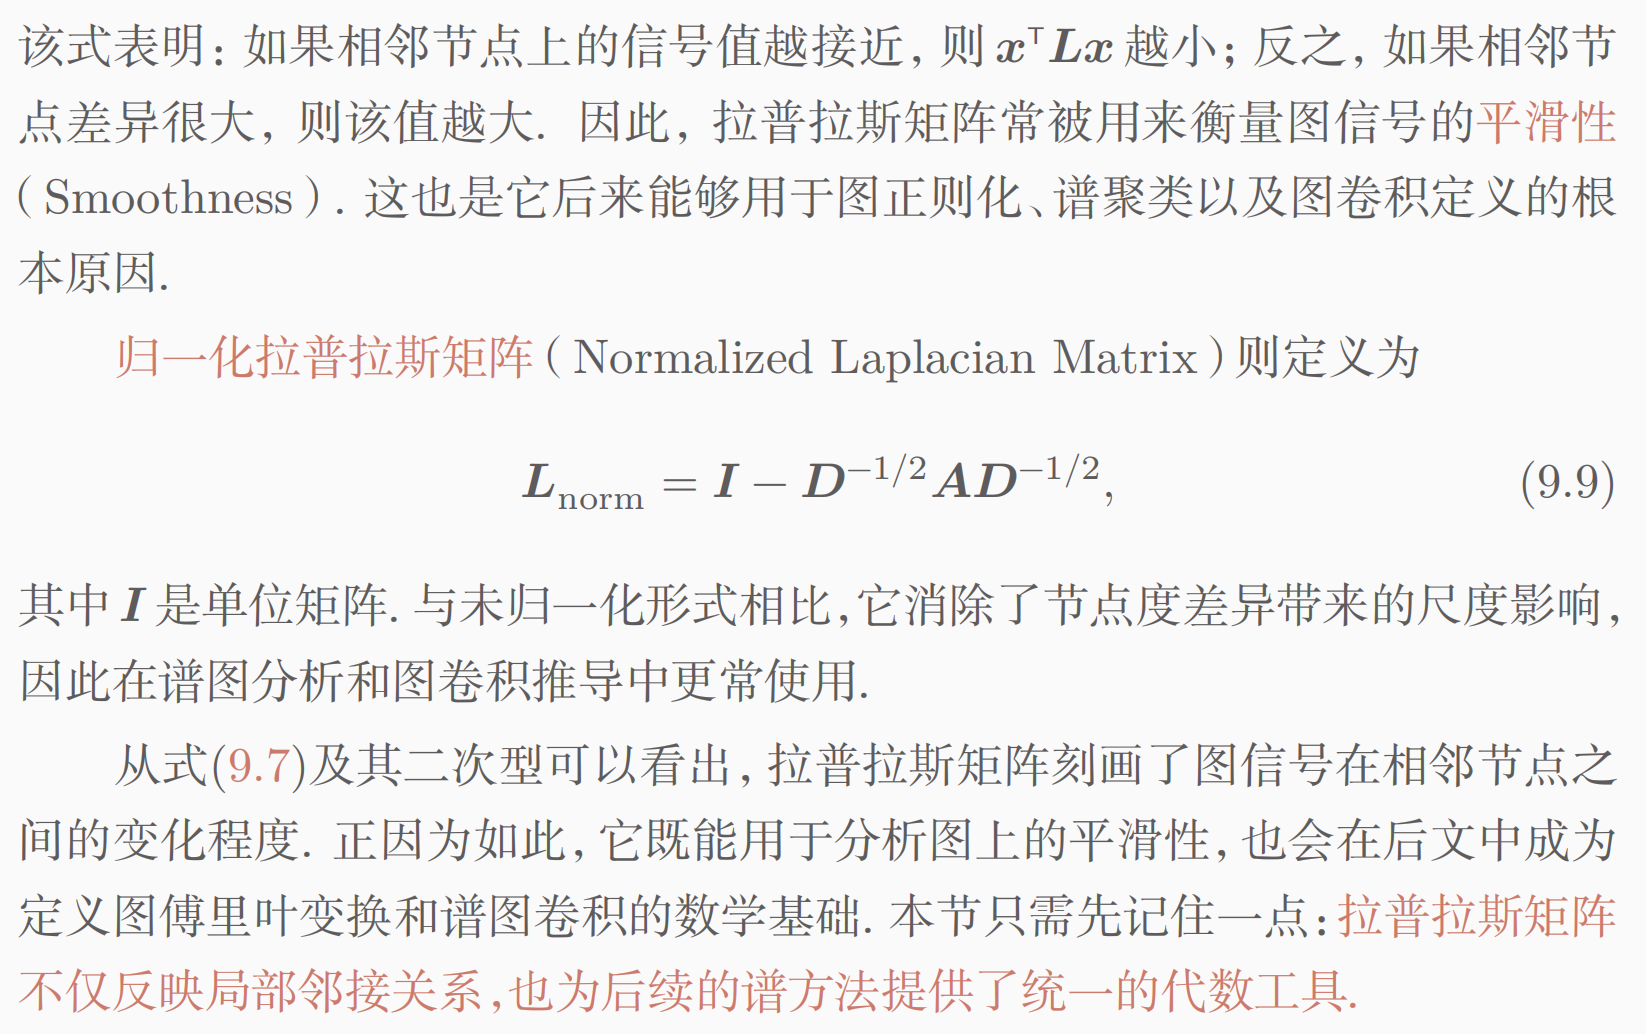 该式表明：如果相邻节点上的信号值越接近, 则 x⊤Lx 越小；反之, 如果相邻节
点差异很大, 则该值越大. 因此, 拉普拉斯矩阵常被用来衡量图信号的平滑性
（Smoothness）. 这也是它后来能够用于图正则化、谱聚类以及图卷积定义的根
本原因.
归一化拉普拉斯矩阵（Normalized Laplacian Matrix）则定义为
L_norm = I − D^{−1/2}AD^{−1/2}, (9.9)
其中 I 是单位矩阵. 与未归一化形式相比, 它消除了节点度差异带来的尺度影响,
因此在谱图分析和图卷积推导中更常使用.
从式(9.7)及其二次型可以看出, 拉普拉斯矩阵刻画了图信号在相邻节点之
间的变化程度. 正因为如此, 它既能用于分析图上的平滑性, 也会在后文中成为
定义图傅里叶变换和谱图卷积的数学基础. 本节只需先记住一点：拉普拉斯矩阵
不仅反映局部邻接关系, 也为后续的谱方法提供了统一的代数工具.